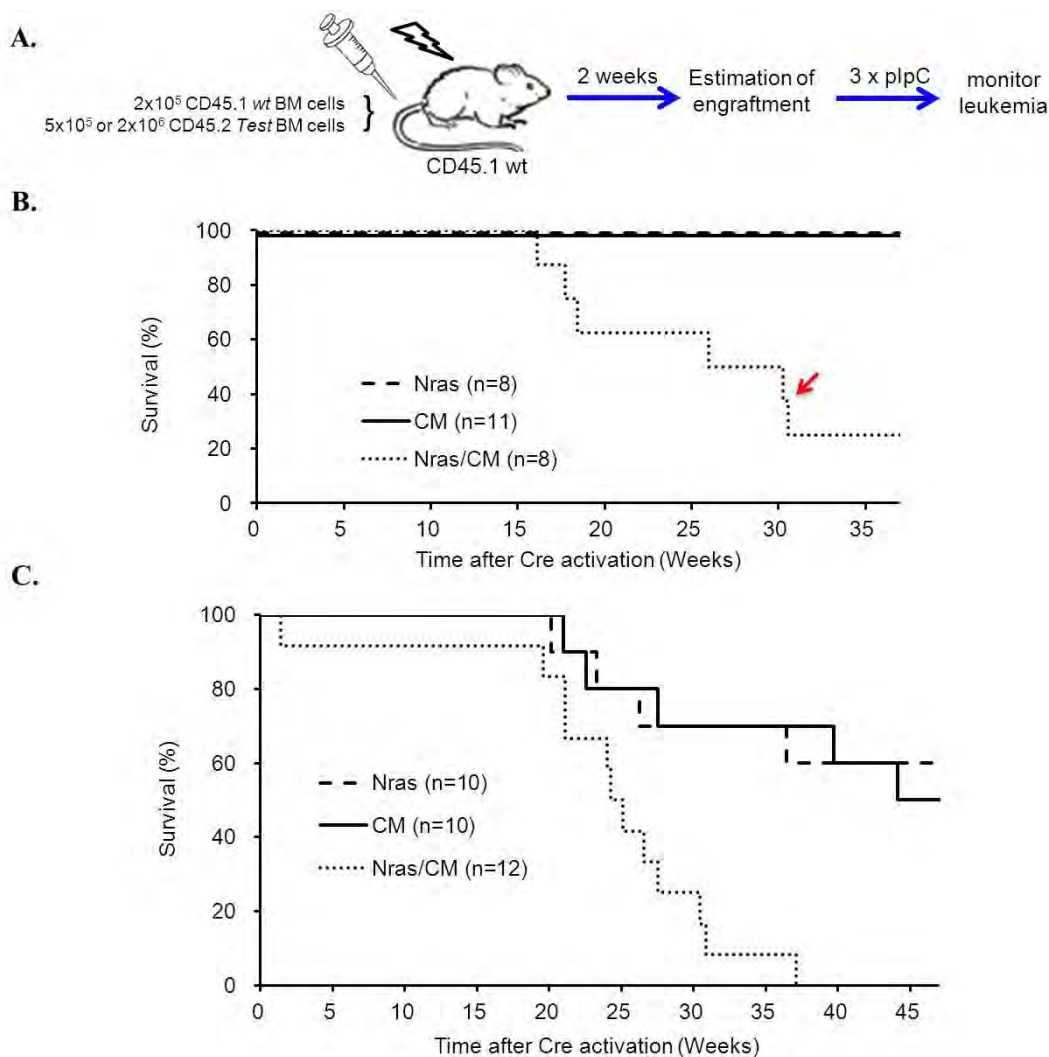 A.
2x10⁵ CD45.1 wt BM cells
5x10⁵ or 2x10⁶ CD45.2 Test BM cells
}
CD45.1 wt
2 weeks
Estimation of
engraftment
3 x pIpC
monitor
leukemia
B.
Survival (%)
100
80
60
40
20
0
Nras (n=8)
CM (n=11)
Nras/CM (n=8)
0 5 10 15 20 25 30 35
Time after Cre activation (Weeks)
C.
Survival (%)
100
80
60
40
20
0
Nras (n=10)
CM (n=10)
Nras/CM (n=12)
0 5 10 15 20 25 30 35 40 45
Time after Cre activation (Weeks)